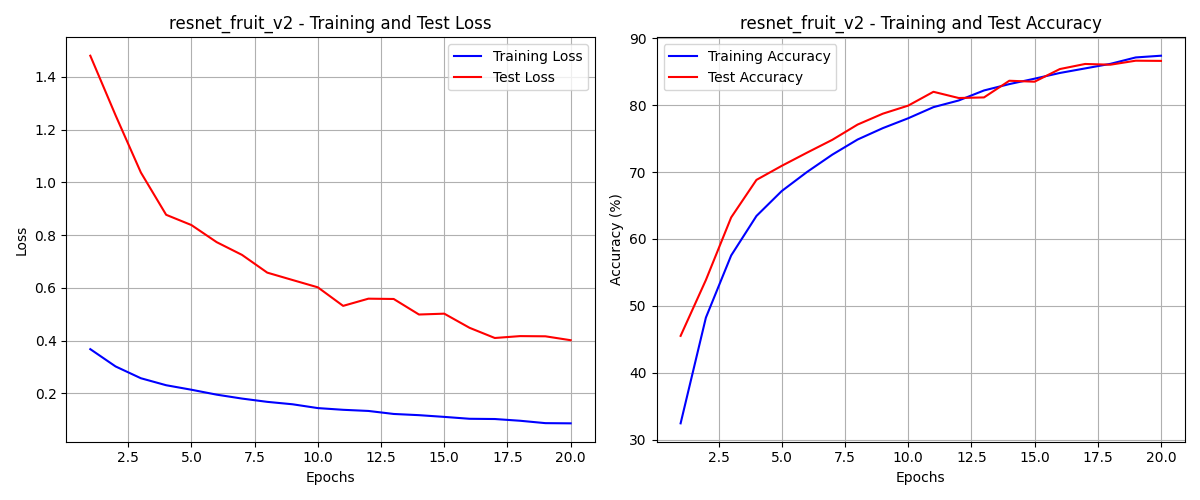 resnet_fruit_v2 - Training and Test Loss
Training Loss
Test Loss
1.4
1.2
1.0
0.8
0.6
0.4
0.2
Loss
2.5 5.0 7.5 10.0 12.5 15.0 17.5 20.0
Epochs
resnet_fruit_v2 - Training and Test Accuracy
Training Accuracy
Test Accuracy
90
80
70
60
50
40
30
Accuracy (%)
2.5 5.0 7.5 10.0 12.5 15.0 17.5 20.0
Epochs